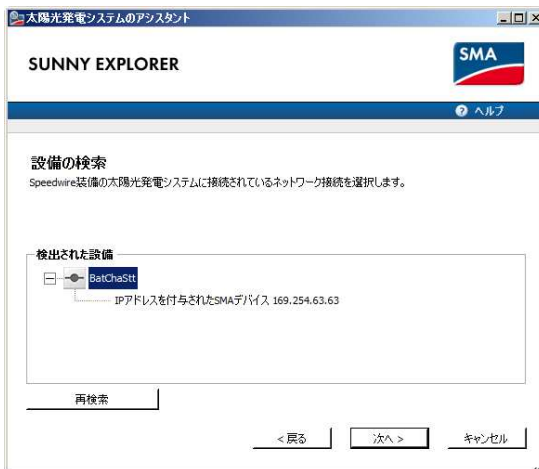 太陽光発電システムのアシスタント
SUNNY EXPLORER
SMA
ヘルプ
設備の検索
Speedwire装備の太陽光発電システムに接続されているネットワーク接続を選択します。
検出された設備
BatChaStt
IPアドレスを付与されたSMAデバイス 169.254.63.63
再検索
< 戻る 次へ > キャンセル